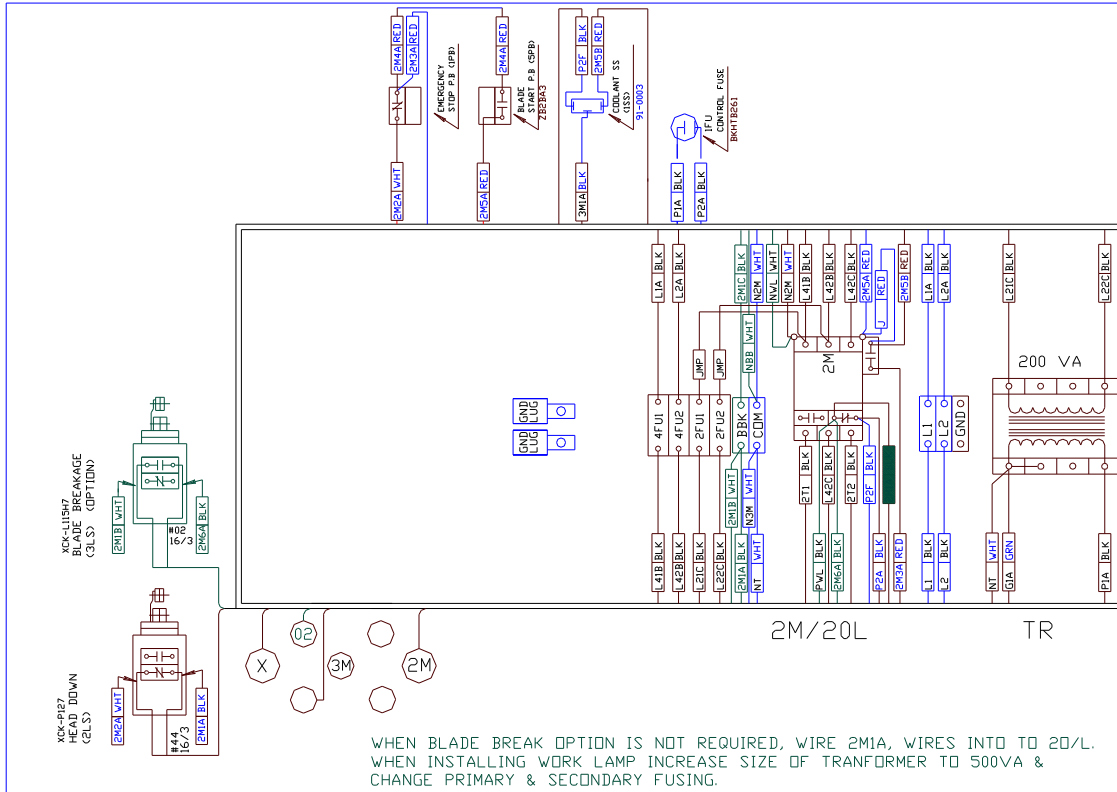 2M4A RED
2M3A RED
2M4A RED
P2F BLK
2M5B RED
EMERGENCY
STOP P.B (1PB)
BLADE
START P.B (5PB)
ZB2BA3
COOLANT SS
(1SS)
91-0003
1FU
CONTROL FUSE
BKHTB261
2M2A WHT
2M5A RED
3M1A BLK
P1A BLK
P2A BLK
L1A BLK
L2A BLK
2M1C BLK
N2M WHT
NWL WHT
N2M WHT
L41B BLK
L42B BLK
L42C BLK
2M5A RED
J RED
2M5B RED
L1A BLK
L2A BLK
L21C BLK
L22C BLK
NBB WHT
JMP
JMP
2M
200 VA
GND
LUG
GND
LUG
4FU1
4FU2
2FU1
2FU2
BBK
COM
L1
L2
GND
2M1B WHT
N3M WHT
2T1 BLK
L42C BLK
2T2 BLK
P2F BLK
L41B BLK
L42B BLK
L21C BLK
L22C BLK
2M1A BLK
NT WHT
PWL BLK
2M6A BLK
P2A BLK
2M3A RED
L1 BLK
L2 BLK
NT WHT
G1A GRN
P1A BLK
XCK-L115H7
BLADE BREAKAGE
(3LS) (OPTION)
2M1B WHT
#02
16/3
2M6A BLK
XCK-P127
HEAD DOWN
(2LS)
2M2A WHT
#44
16/3
2M1A BLK
X
02
3M
2M
2M/20L
TR
WHEN BLADE BREAK OPTION IS NOT REQUIRED, WIRE 2M1A, WIRES INTO TO 20/L.
WHEN INSTALLING WORK LAMP INCREASE SIZE OF TRANFORMER TO 500VA &
CHANGE PRIMARY & SECONDARY FUSING.